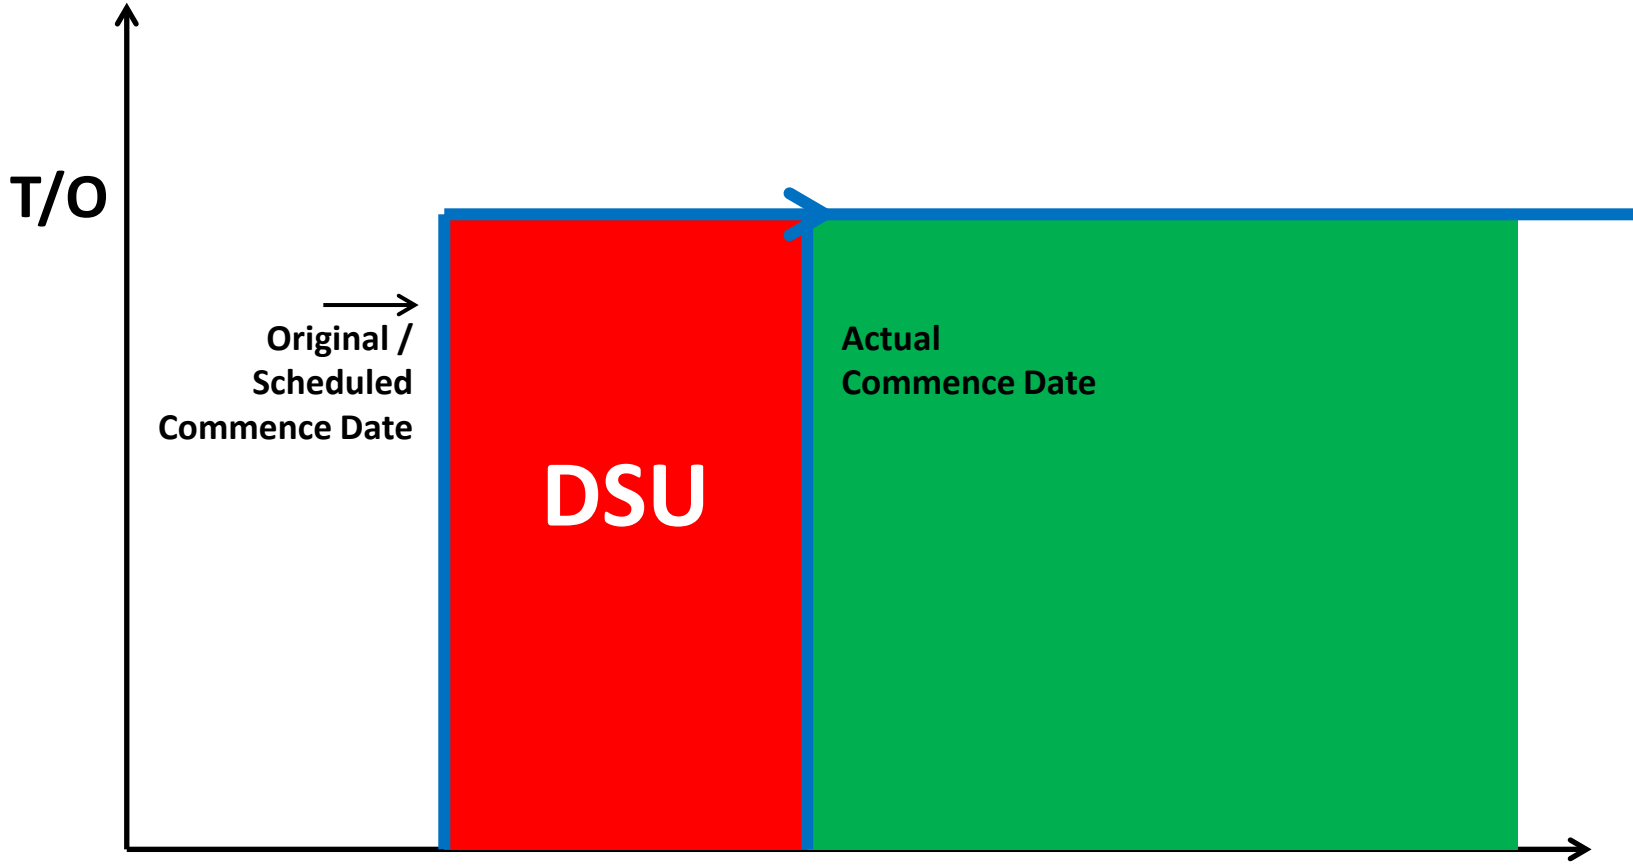 T/O
Original /
Scheduled
Commence Date
Actual
Commence Date
DSU